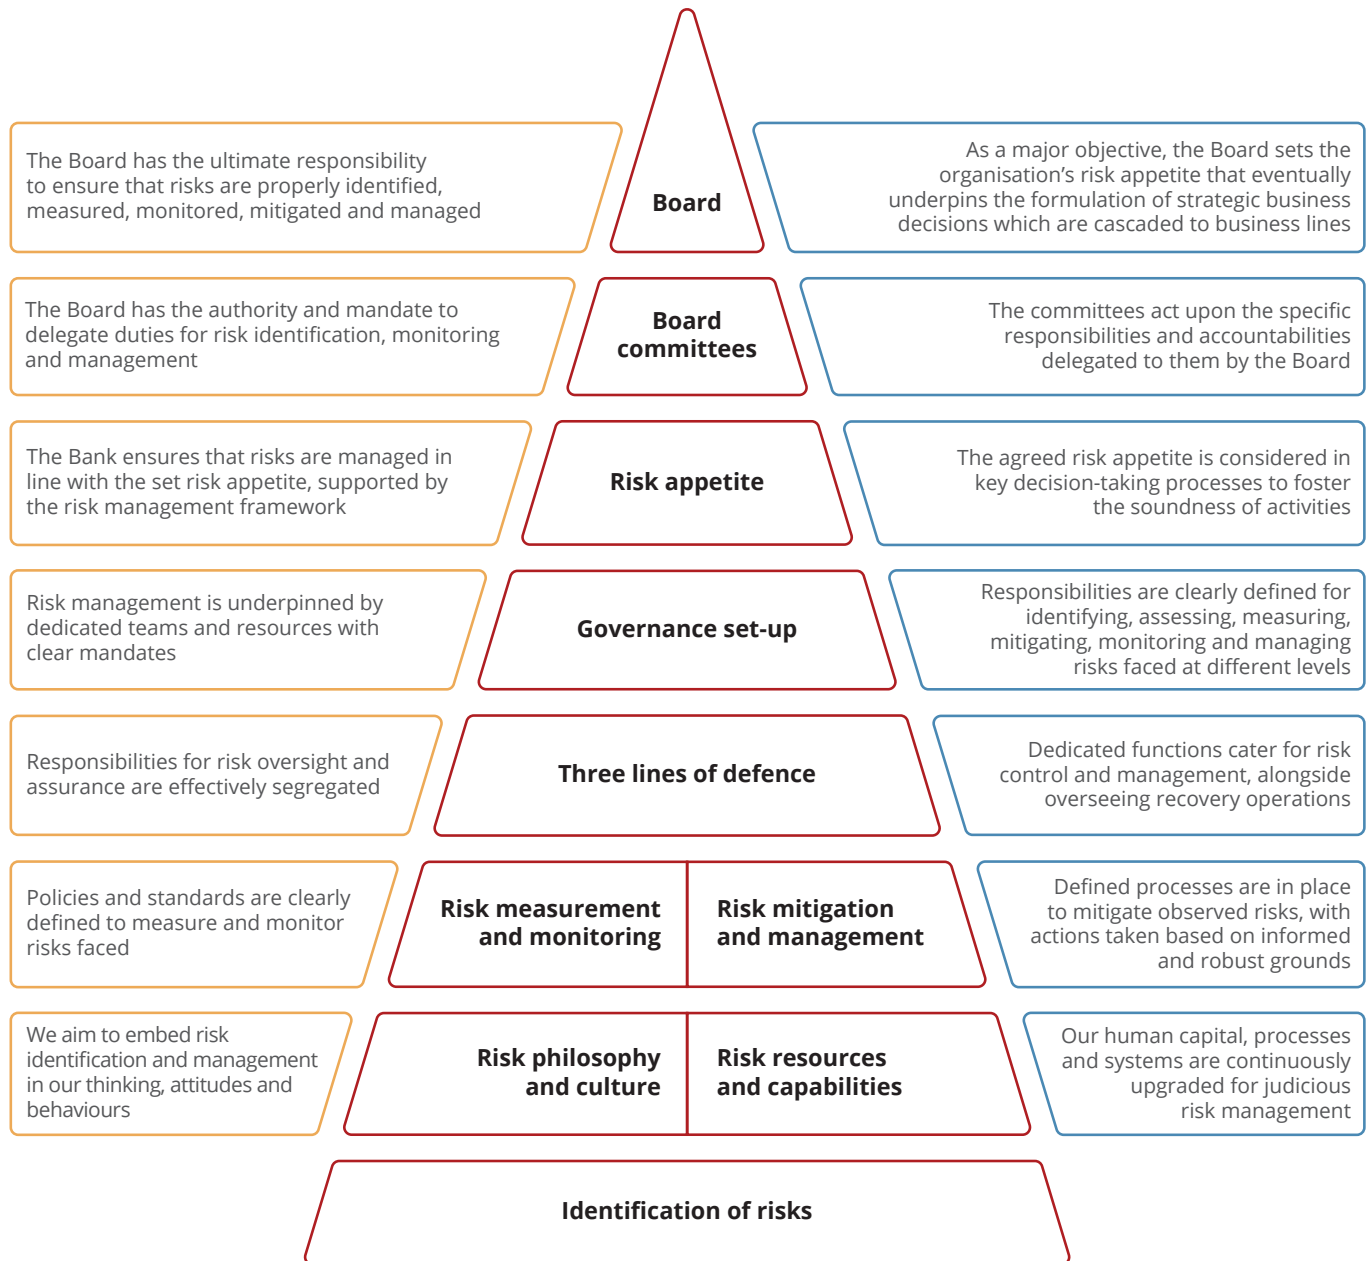 The Board has the ultimate responsibility
to ensure that risks are properly identified,
measured, monitored, mitigated and managed
Board
As a major objective, the Board sets the
organisation's risk appetite that eventually
underpins the formulation of strategic business
decisions which are cascaded to business lines
The Board has the authority and mandate to
delegate duties for risk identification, monitoring
and management
Board
committees
The committees act upon the specific
responsibilities and accountabilities
delegated to them by the Board
The Bank ensures that risks are managed in
line with the set risk appetite, supported by
the risk management framework
Risk appetite
The agreed risk appetite is considered in
key decision-taking processes to foster
the soundness of activities
Risk management is underpinned by
dedicated teams and resources with
clear mandates
Governance set-up
Responsibilities are clearly defined for
identifying, assessing, measuring,
mitigating, monitoring and managing
risks faced at different levels
Responsibilities for risk oversight and
assurance are effectively segregated
Three lines of defence
Dedicated functions cater for risk
control and management, alongside
overseeing recovery operations
Policies and standards are clearly
defined to measure and monitor
risks faced
Risk measurement
and monitoring
Risk mitigation
and management
Defined processes are in place
to mitigate observed risks, with
actions taken based on informed
and robust grounds
We aim to embed risk
identification and management
in our thinking, attitudes and
behaviours
Risk philosophy
and culture
Risk resources
and capabilities
Our human capital, processes
and systems are continuously
upgraded for judicious
risk management
Identification of risks